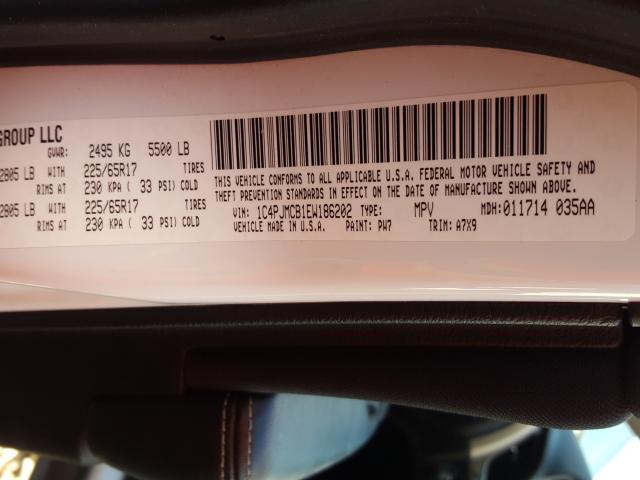 GROUP LLC
GVWR: 2495 KG 5500 LB
2805 LB WITH 225/65R17 TIRES
RIMS AT 230 KPA ( 33 PSI) COLD
2805 LB WITH 225/65R17 TIRES
RIMS AT 230 KPA ( 33 PSI) COLD
THIS VEHICLE CONFORMS TO ALL APPLICABLE U.S.A. FEDERAL MOTOR VEHICLE SAFETY AND
THEFT PREVENTION STANDARDS IN EFFECT ON THE DATE OF MANUFACTURE SHOWN ABOVE.
VIN: 1C4PJMCB1EW186202 TYPE: MPV MDH: 011714 035AA
VEHICLE MADE IN U.S.A. PAINT: PW7 TRIM: A7X9